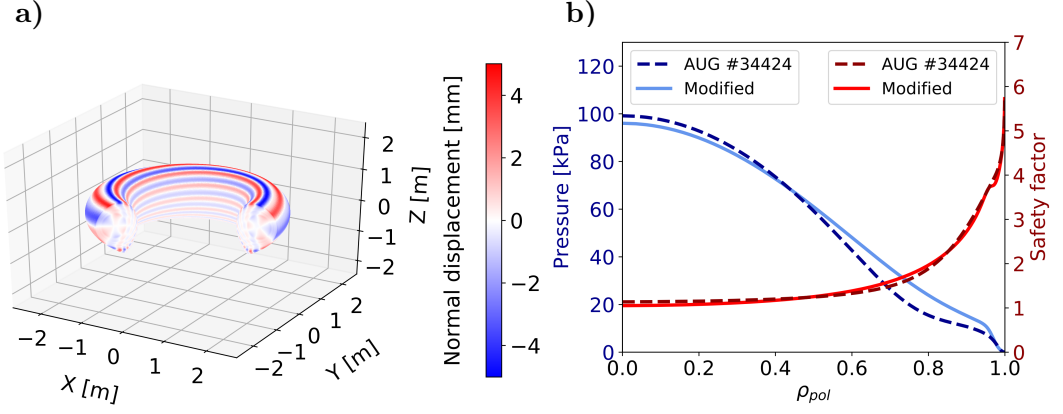 a)
b)
Normal displacement [mm]
4
2
0
−2
−4
Z [m]
2
1
0
−1
−2
X [m]
−2
−1
0
1
2
Y [m]
−2
−1
0
1
2
Pressure [kPa]
120
100
80
60
40
20
0
AUG #34424
Modified
AUG #34424
Modified
Safety factor
7
6
5
4
3
2
1
0
0.0 0.2 0.4 0.6 0.8 1.0
ρpol